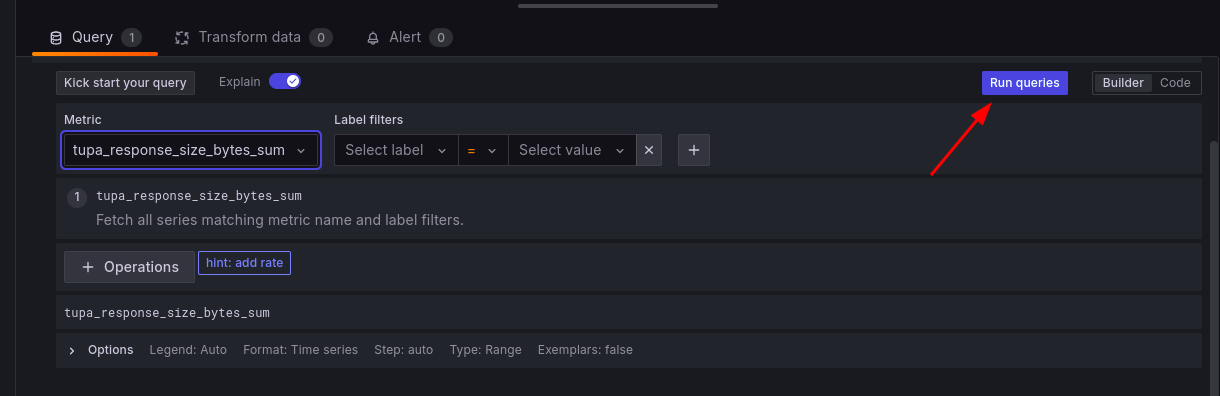 Query 1 Transform data 0 Alert 0
Kick start your query Explain Run queries Builder Code
Metric Label filters
tupa_response_size_bytes_sum Select label = Select value × +
1 tupa_response_size_bytes_sum
Fetch all series matching metric name and label filters.
+ Operations hint: add rate
tupa_response_size_bytes_sum
Options Legend: Auto Format: Time series Step: auto Type: Range Exemplars: false